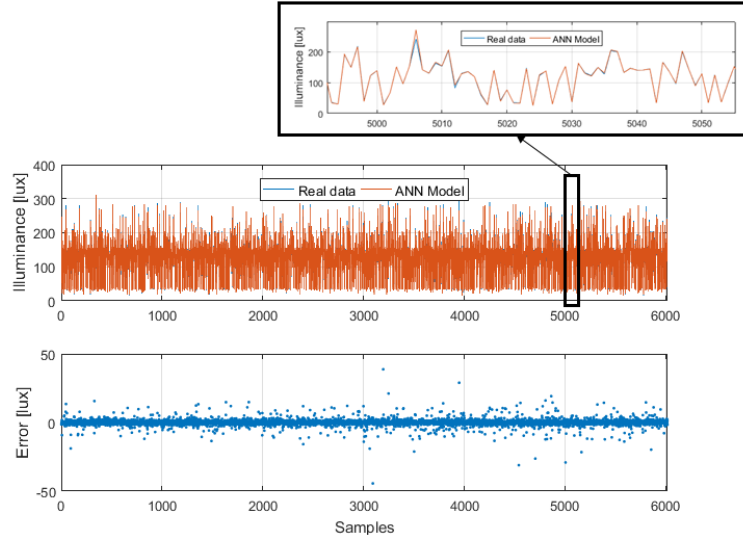 Real data ANN Model
Illuminance [lux]
200
100
0
5000 5010 5020 5030 5040 5050
Real data ANN Model
Illuminance [lux]
400
300
200
100
0
0 1000 2000 3000 4000 5000 6000
Error [lux]
50
0
-50
0 1000 2000 3000 4000 5000 6000
Samples